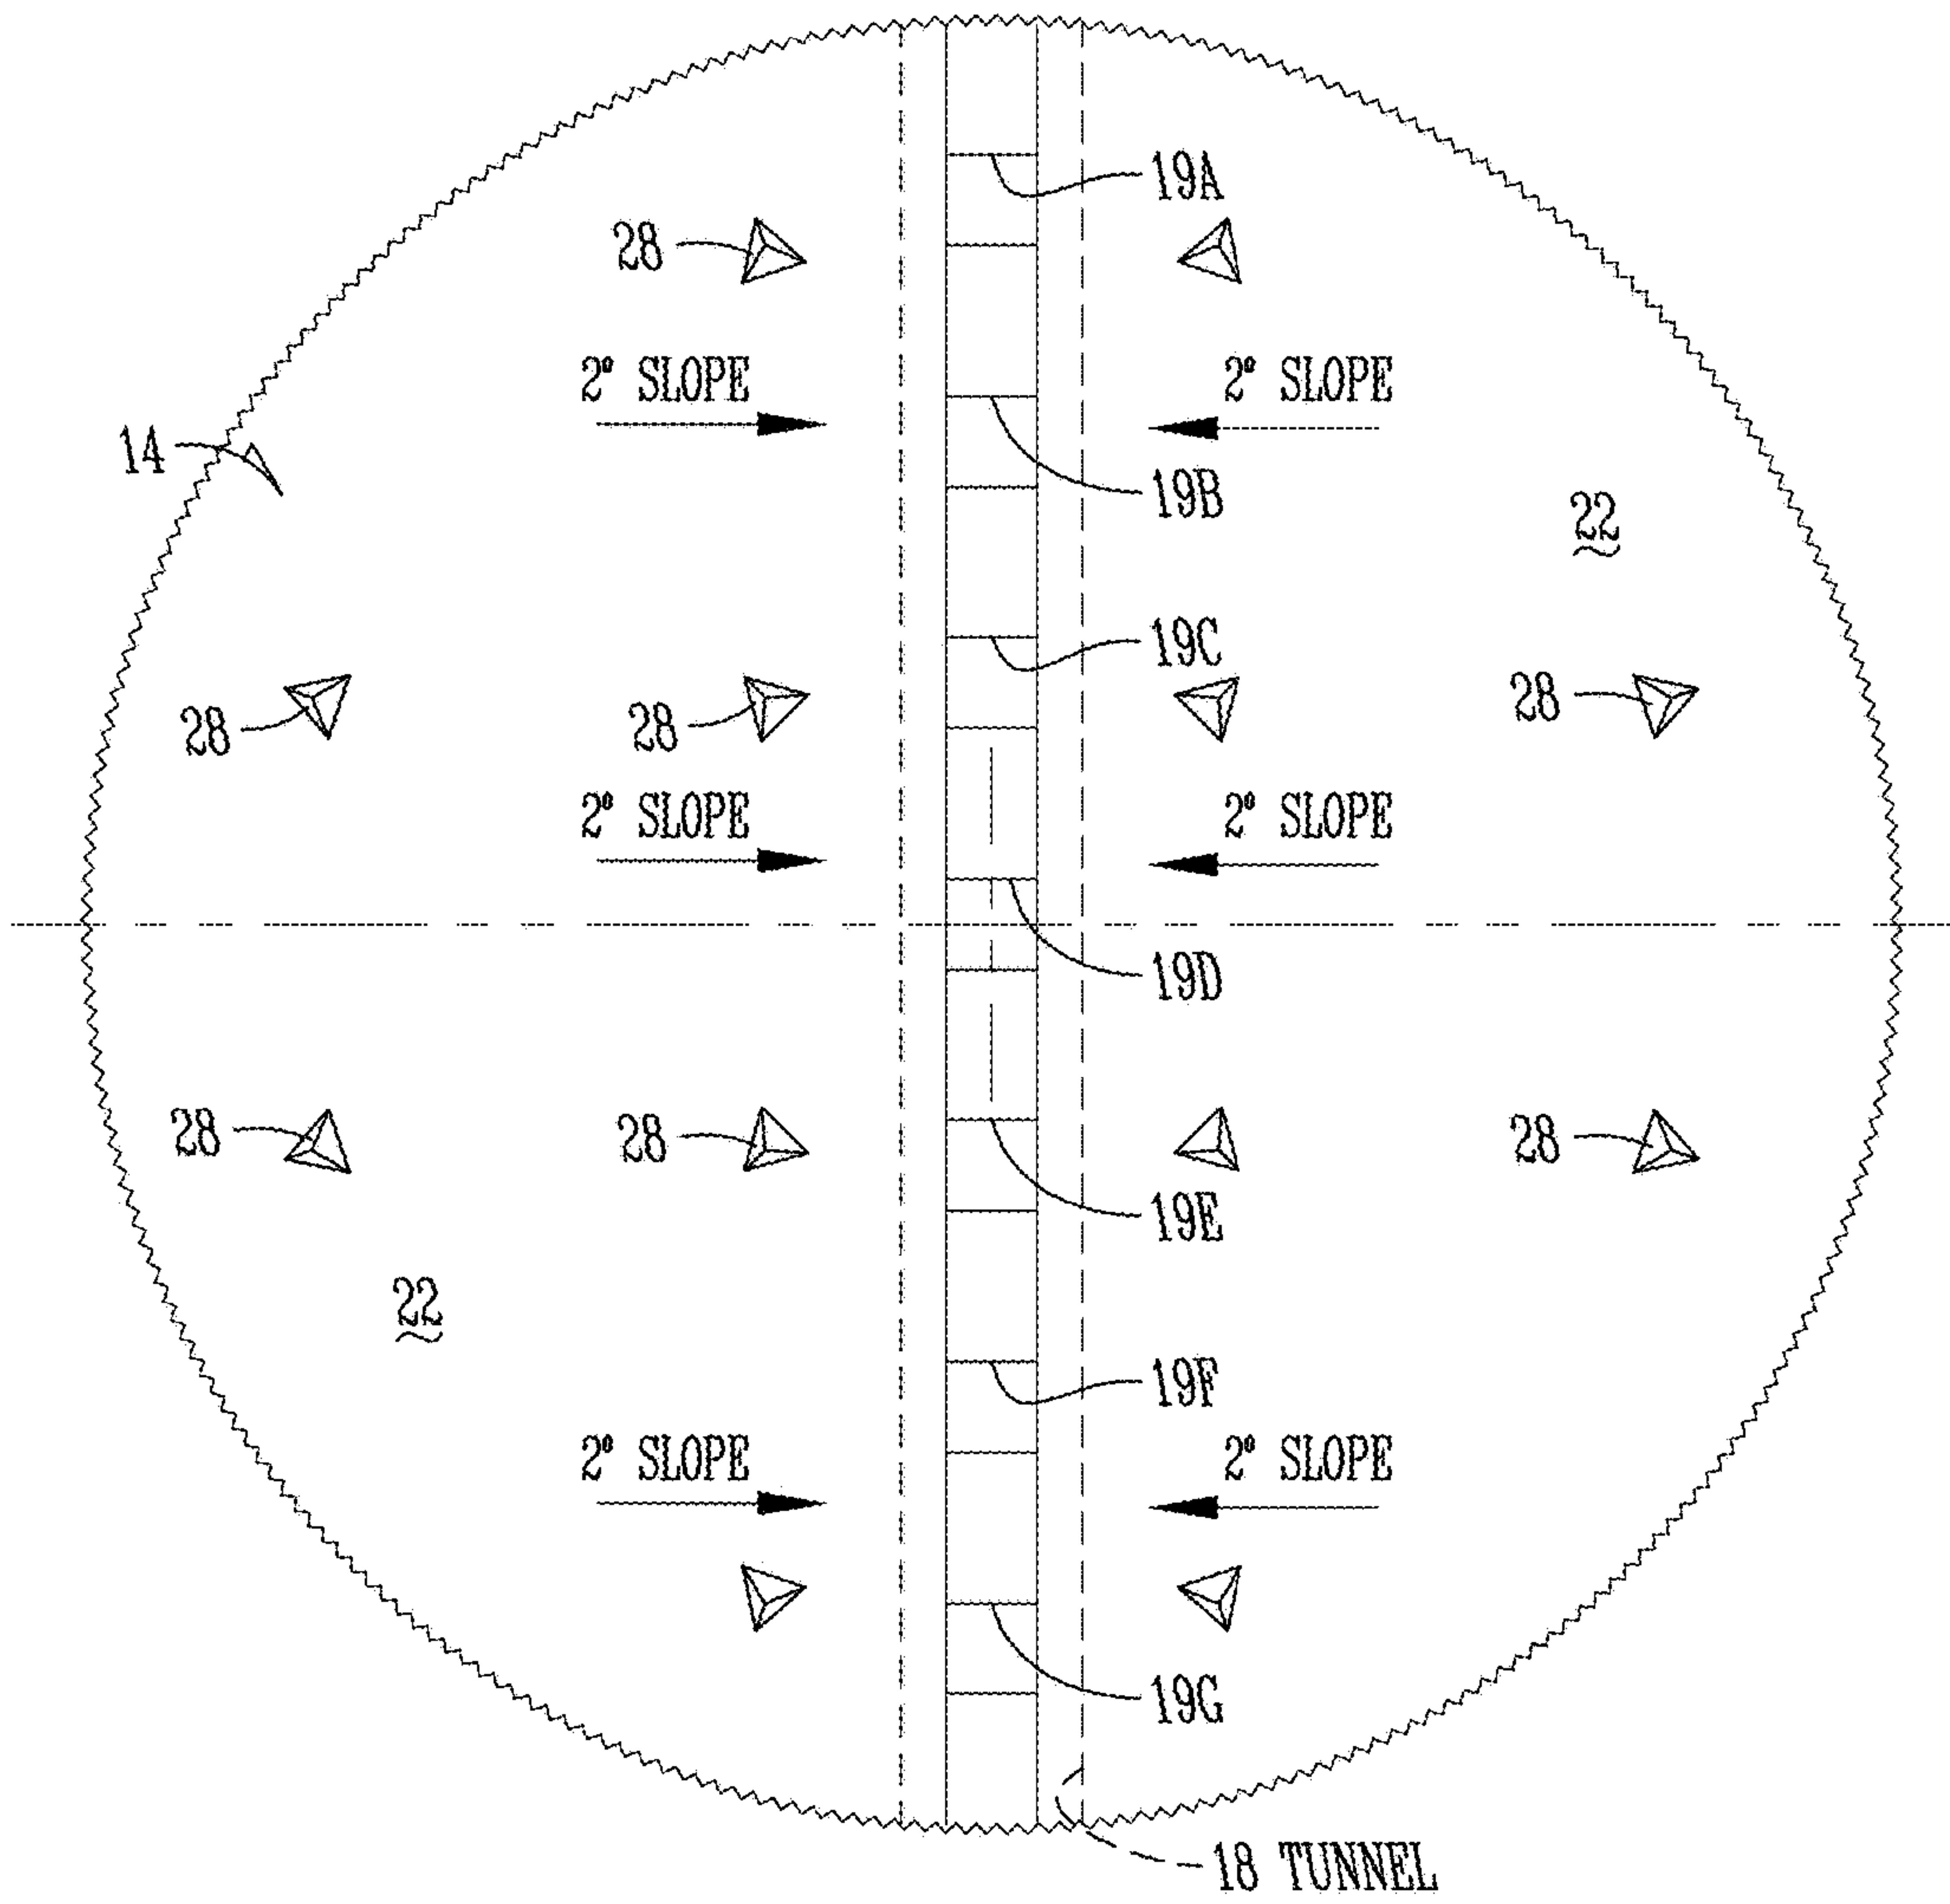 19A
28
2° SLOPE 2° SLOPE
14
19B
22
19C
28 28 28
2° SLOPE 2° SLOPE
19D
28 28 28
19E
22
19F
2° SLOPE 2° SLOPE
19G
18 TUNNEL